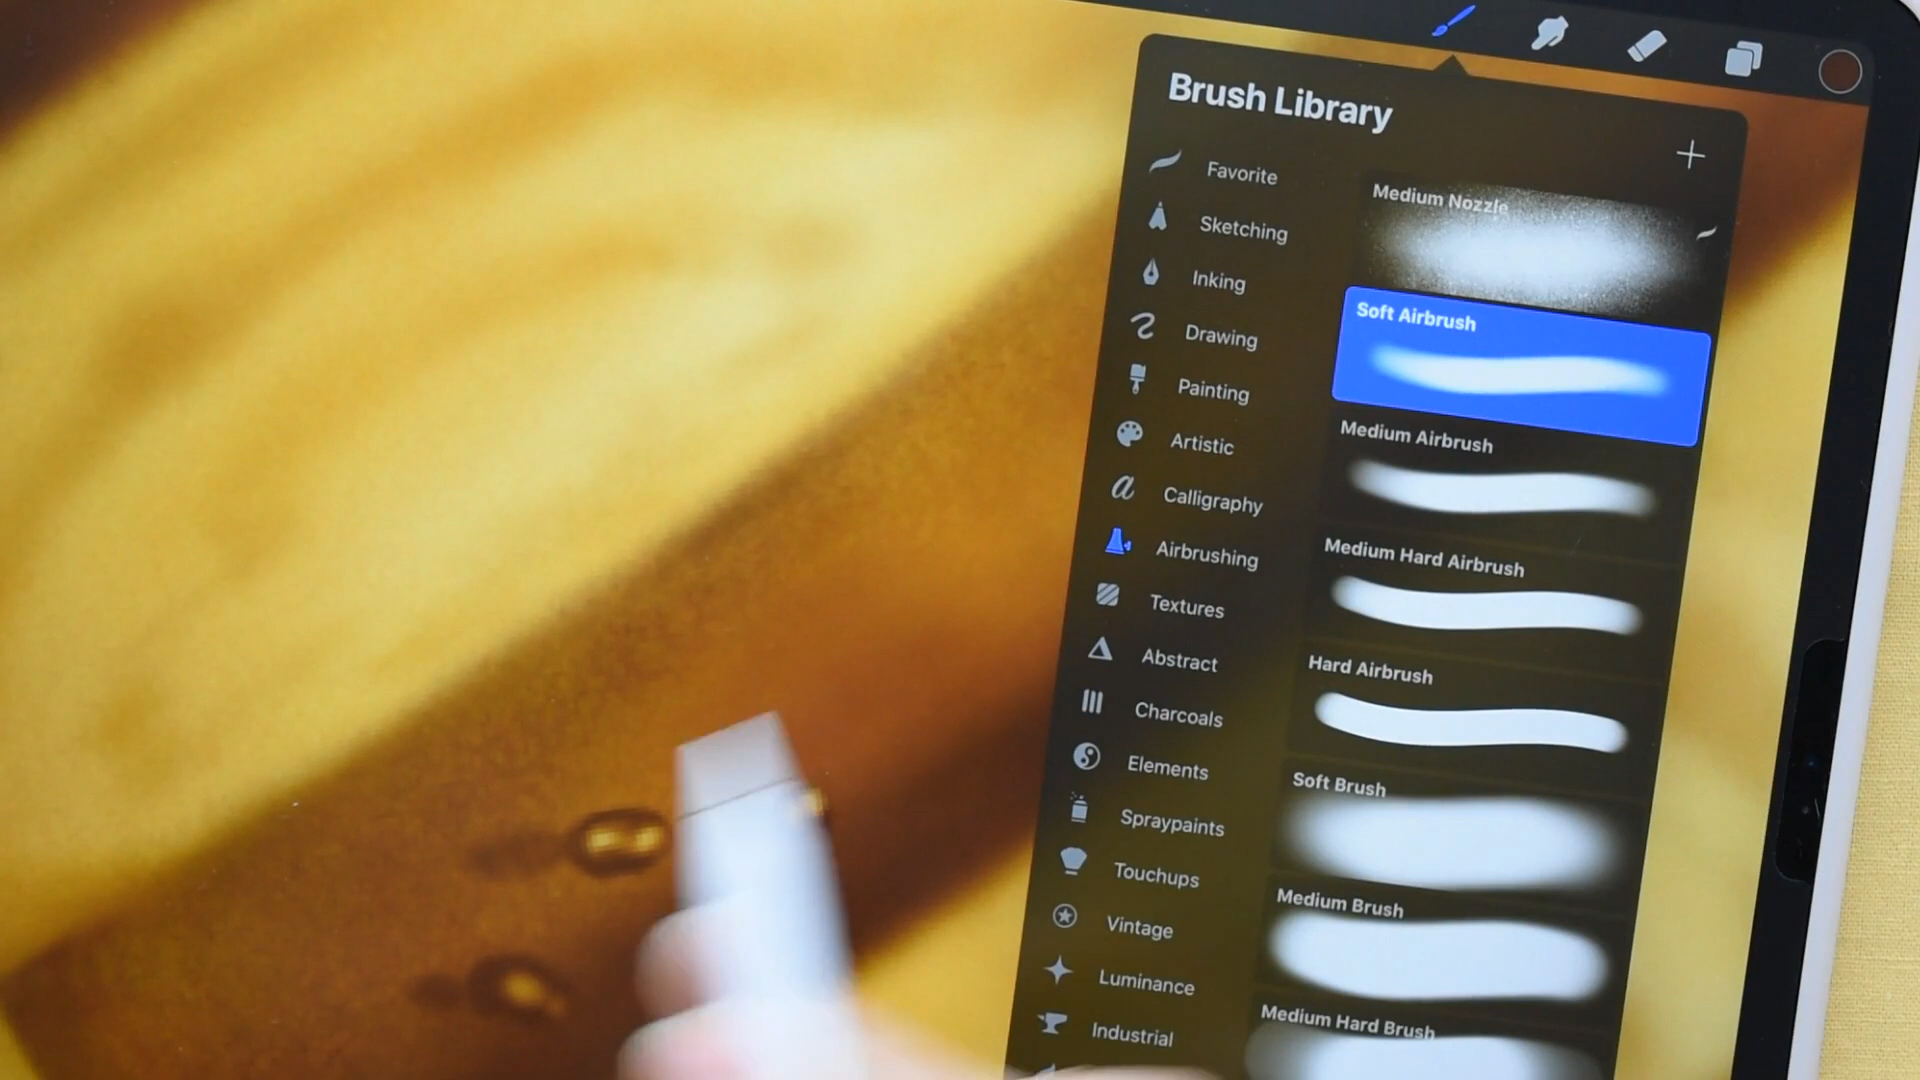 Brush Library
Favorite
Sketching
Inking
Drawing
Painting
Artistic
Calligraphy
Airbrushing
Textures
Abstract
Charcoals
Elements
Spraypaints
Touchups
Vintage
Luminance
Industrial
Medium Nozzle
Soft Airbrush
Medium Airbrush
Medium Hard Airbrush
Hard Airbrush
Soft Brush
Medium Brush
Medium Hard Brush